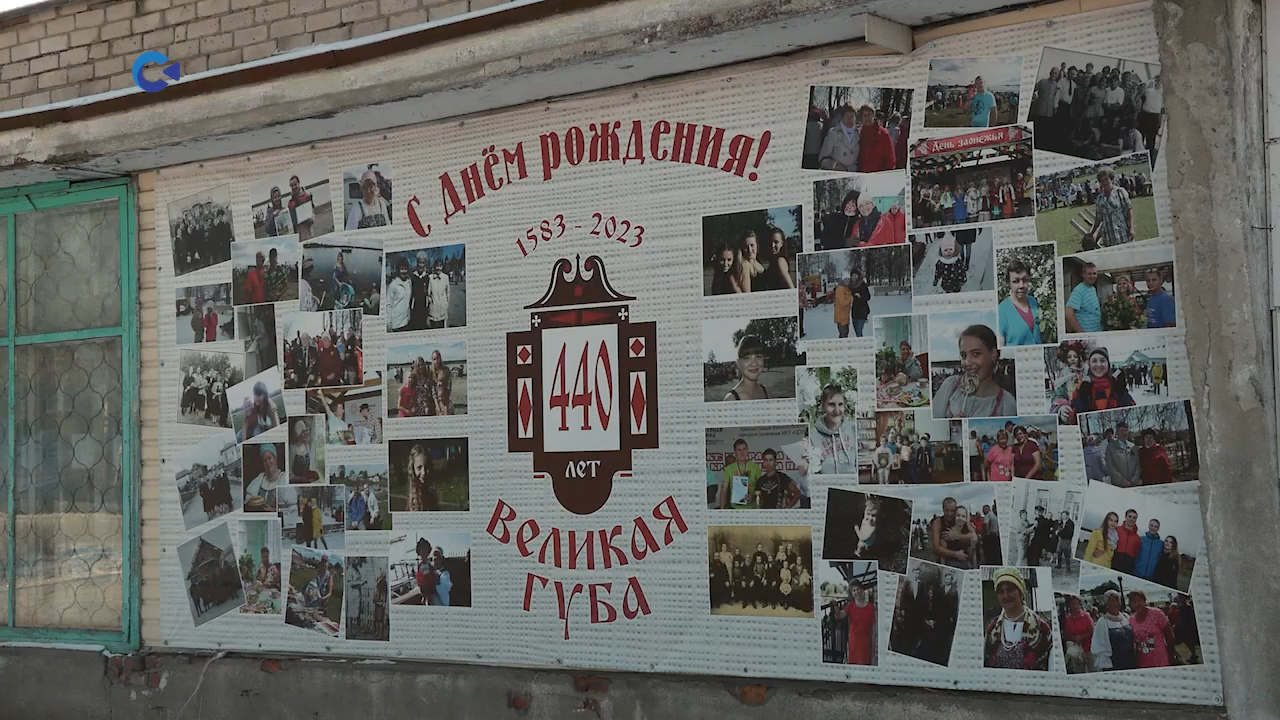 С ДНЁМ РОЖДЕНИЯ!
1583 - 2023
440
ЛЕТ
ВЕЛИКАЯ
ГУБА
День заонежья